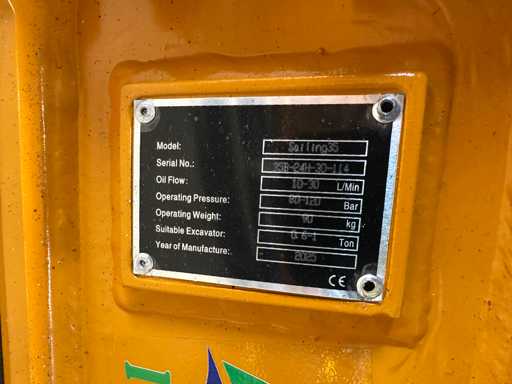 Model: Sailing35
Serial No.: 35B-24H-30-114
Oil Flow: 10-30 L/Min
Operating Pressure: 80-120 Bar
Operating Weight: 90 kg
Suitable Excavator: 0.6-1 Ton
Year of Manufacture: 2025
CE